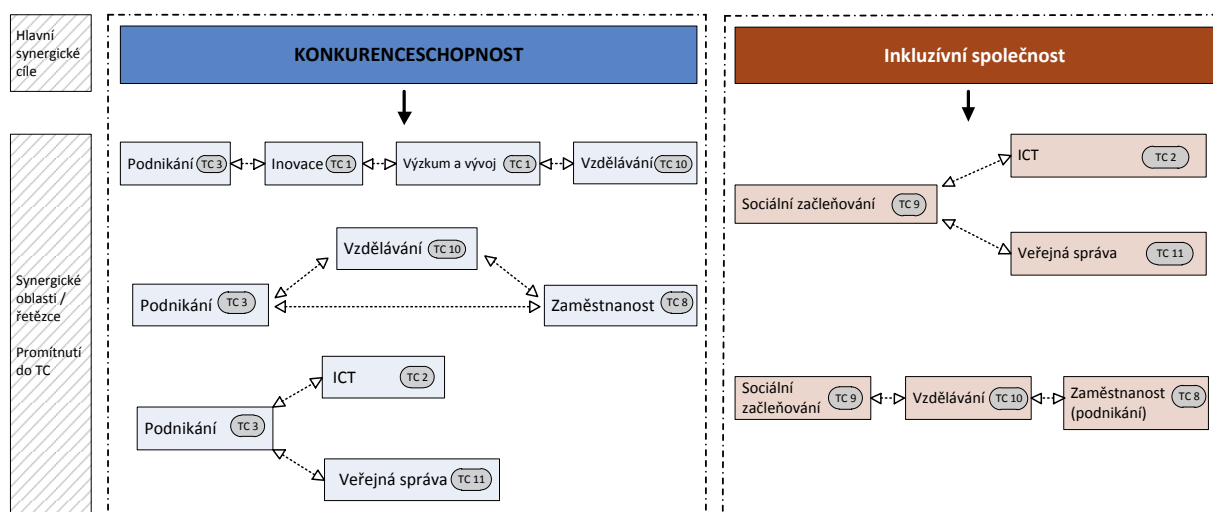 Hlavní
synergické
cíle
KONKURENCESCHOPNOST
Inkluzívní společnost
Synergické
oblasti /
řetězce
Promítnutí
do TC
Podnikání TC 3
Inovace TC 1
Výzkum a vývoj TC 1
Vzdělávání TC 10
Vzdělávání TC 10
Podnikání TC 3
Zaměstnanost TC 8
ICT TC 2
Podnikání TC 3
Veřejná správa TC 11
ICT TC 2
Sociální začleňování TC 9
Veřejná správa TC 11
Sociální
začleňování TC 9
Vzdělávání TC 10
Zaměstnanost TC 8
(podnikání)